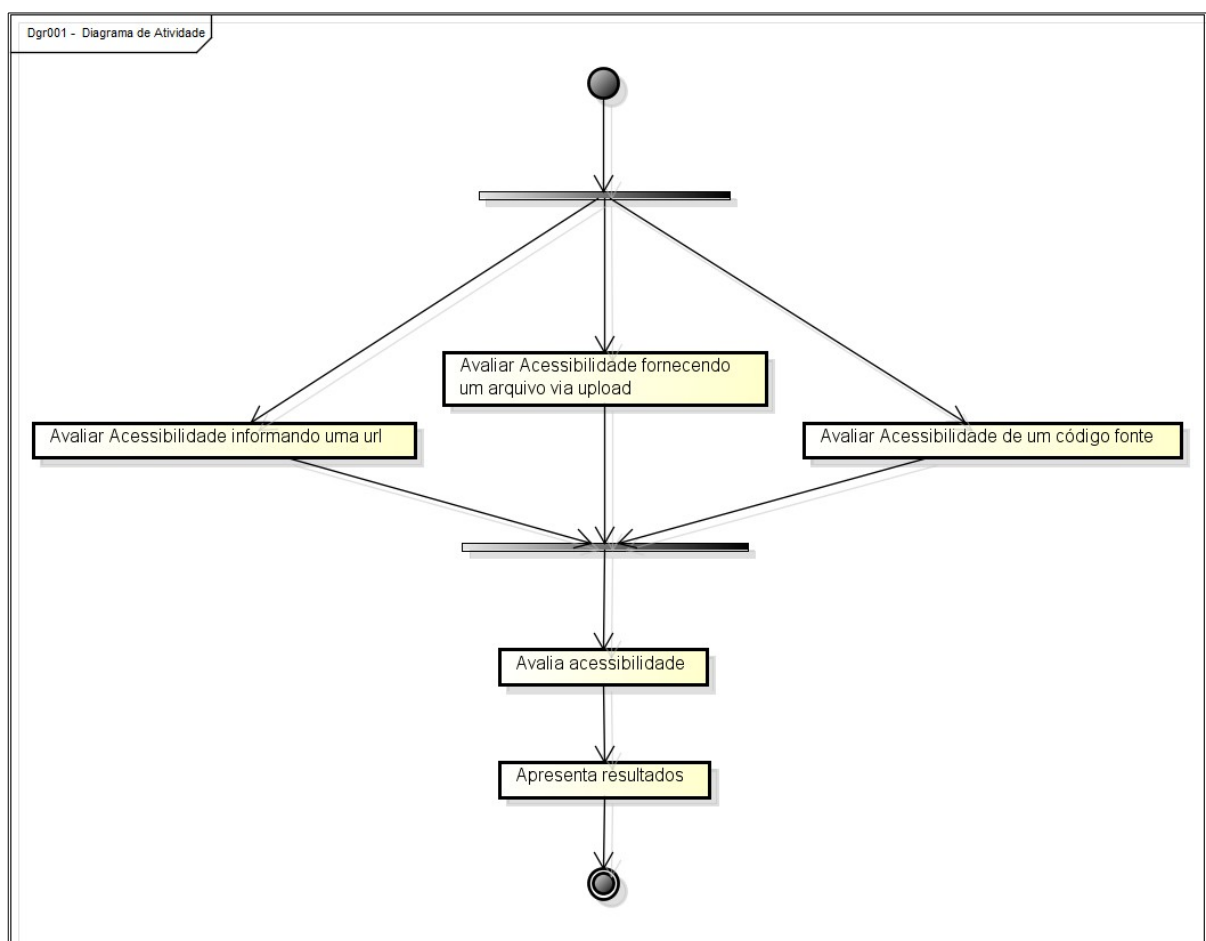 Dgr001 - Diagrama de Atividade
Avaliar Acessibilidade fornecendo
um arquivo via upload
Avaliar Acessibilidade informando uma url
Avaliar Acessibilidade de um código fonte
Avalia acessibilidade
Apresenta resultados